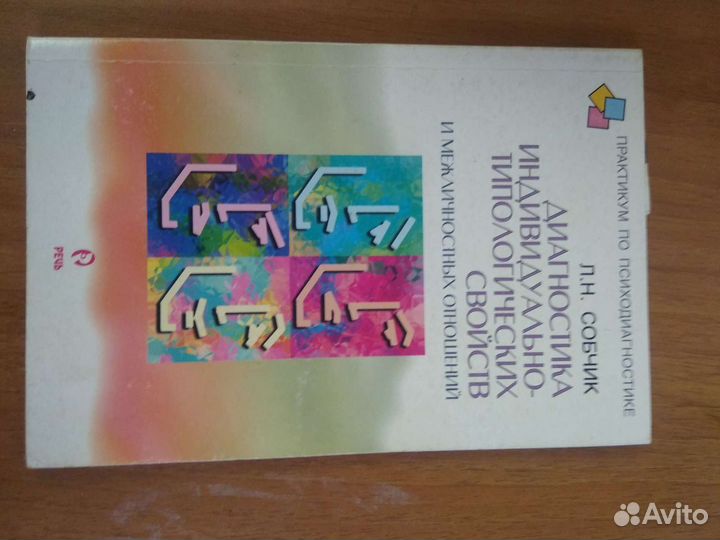 ПРАКТИКУМ ПО ПСИХОДИАГНОСТИКЕ
Л.Н. СОБЧИК
ДИАГНОСТИКА
ИНДИВИДУАЛЬНО-
ТИПОЛОГИЧЕСКИХ
СВОЙСТВ
И МЕЖЛИЧНОСТНЫХ ОТНОШЕНИЙ
РЕЧЬ
Avito